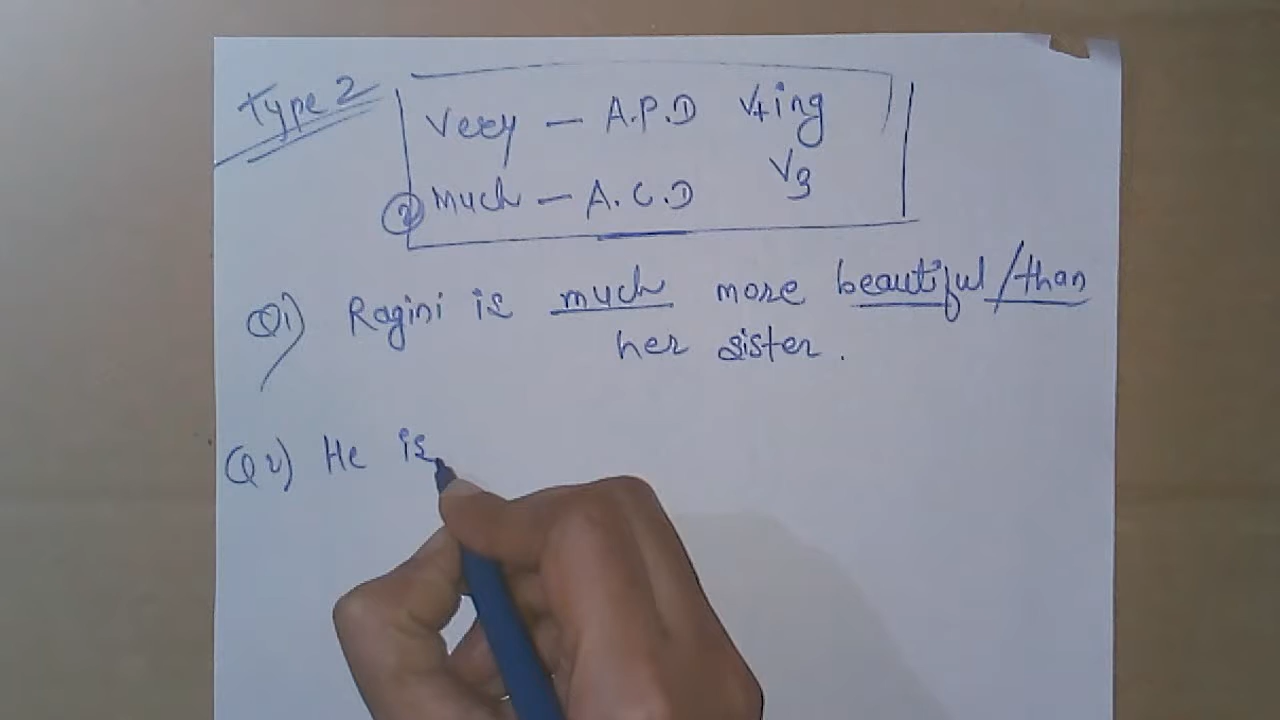 Type 2
Very — A.P.D V+ing
② Much — A.C.D V3
Q1) Ragini is much more beautiful / than
her sister.
Q2) He is